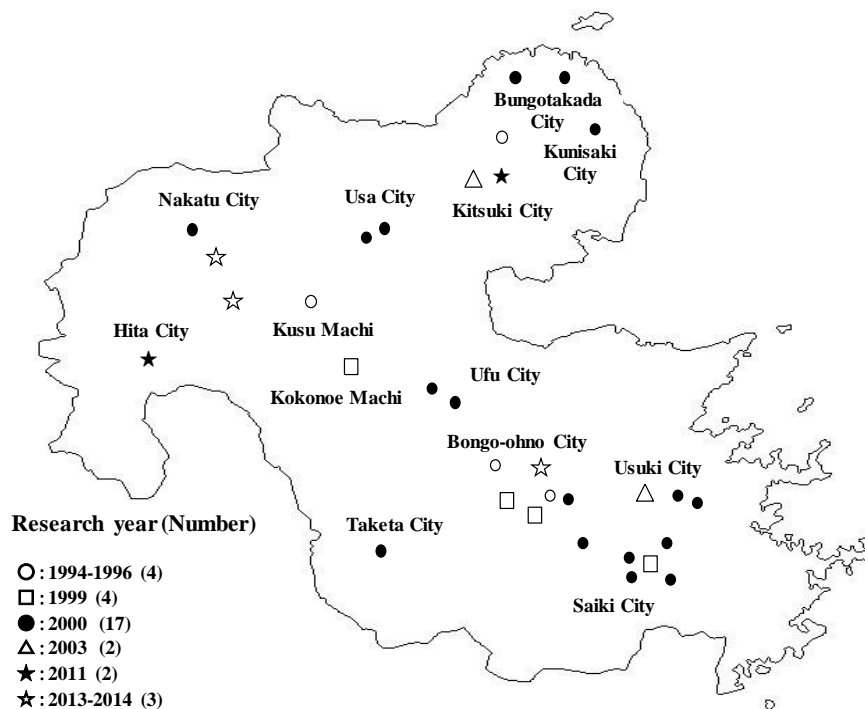 Bungotakada
City
Kunisaki
City
Kitsuki City
Nakatu City
Usa City
Hita City
Kusu Machi
Kokonoe Machi
Ufu City
Bongo-ohno City
Usuki City
Taketa City
Saiki City
Research year (Number)
: 1994-1996 (4)
: 1999 (4)
: 2000 (17)
: 2003 (2)
: 2011 (2)
: 2013-2014 (3)